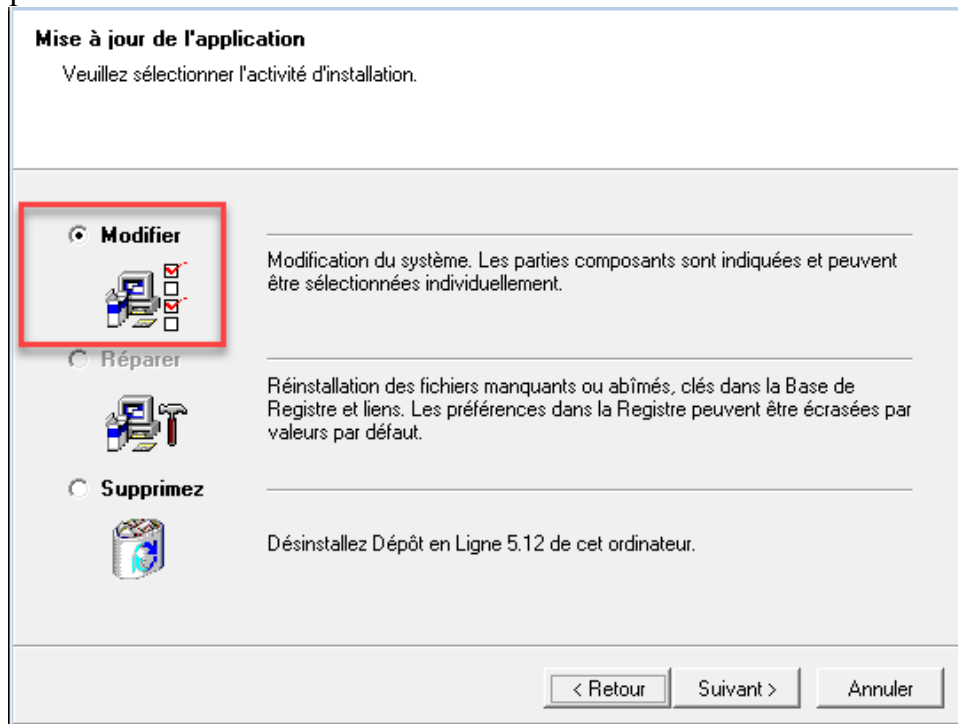 Mise à jour de l'application
Veuillez sélectionner l'activité d'installation.
Modifier
Modification du système. Les parties composants sont indiquées et peuvent
être sélectionnées individuellement.
Réparer
Réinstallation des fichiers manquants ou abîmés, clés dans la Base de
Registre et liens. Les préférences dans la Registre peuvent être écrasées par
valeurs par défaut.
Supprimez
Désinstallez Dépôt en Ligne 5.12 de cet ordinateur.
< Retour
Suivant >
Annuler